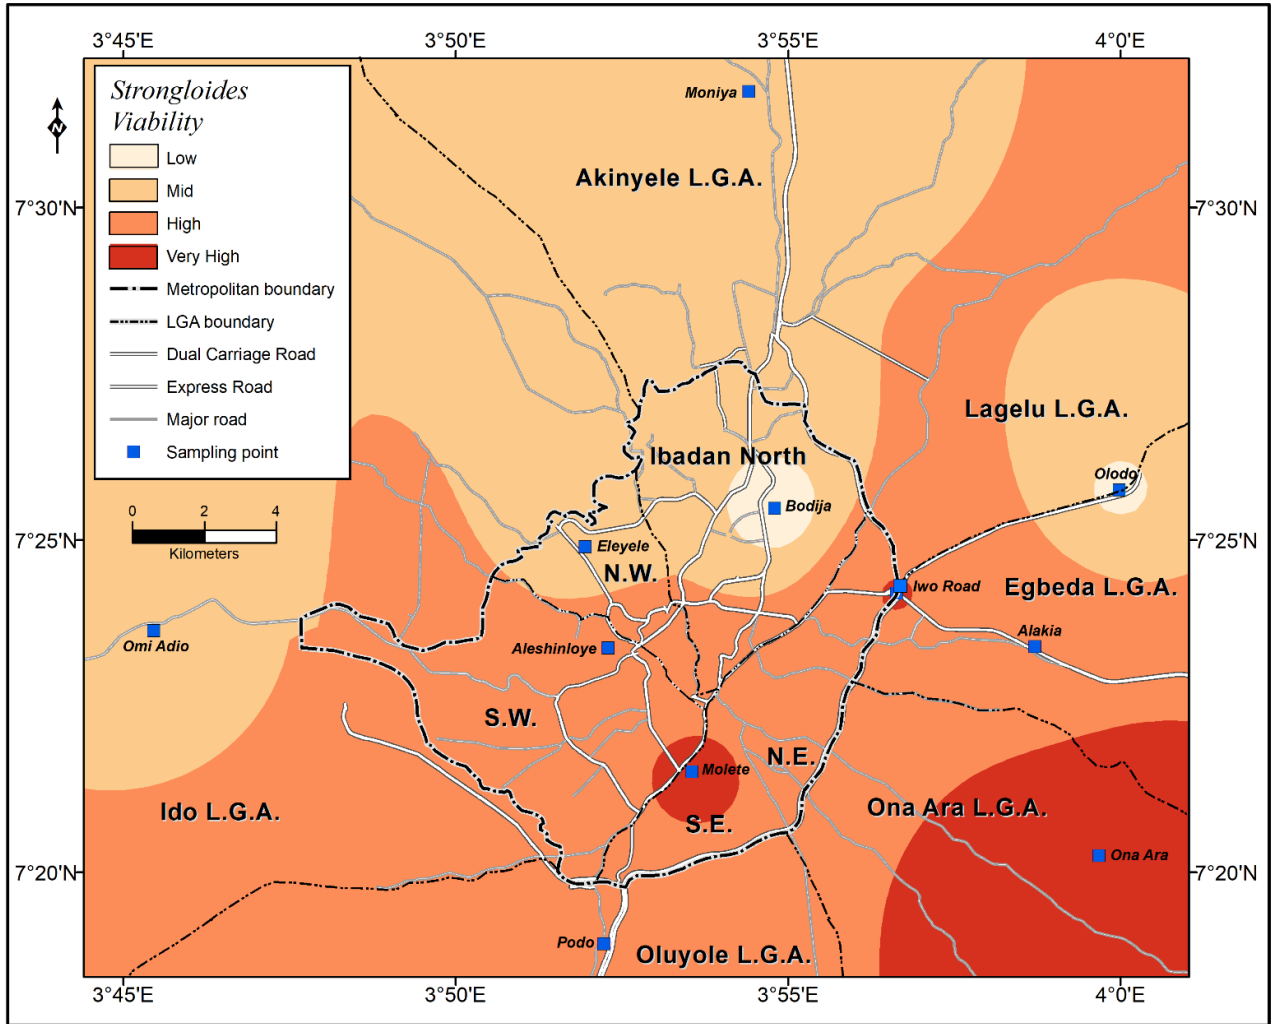 3°45'E 3°50'E 3°55'E 4°0'E
Strongloides
Viability
Low
Mid
High
Very High
Metropolitan boundary
LGA boundary
Dual Carriage Road
Express Road
Major road
Sampling point
N
0 2 4
Kilometers
7°30'N 7°30'N
7°25'N 7°25'N
7°20'N 7°20'N
Moniya
Akinyele L.G.A.
Lagelu L.G.A.
Ibadan North
Olodo
Bodija
Eleyele
N.W.
Iwo Road
Egbeda L.G.A.
Alakia
Omi Adio
Aleshinloye
S.W.
N.E.
Molete
Ido L.G.A.
Ona Ara L.G.A.
S.E.
Ona Ara
Podo
Oluyole L.G.A.
3°45'E 3°50'E 3°55'E 4°0'E